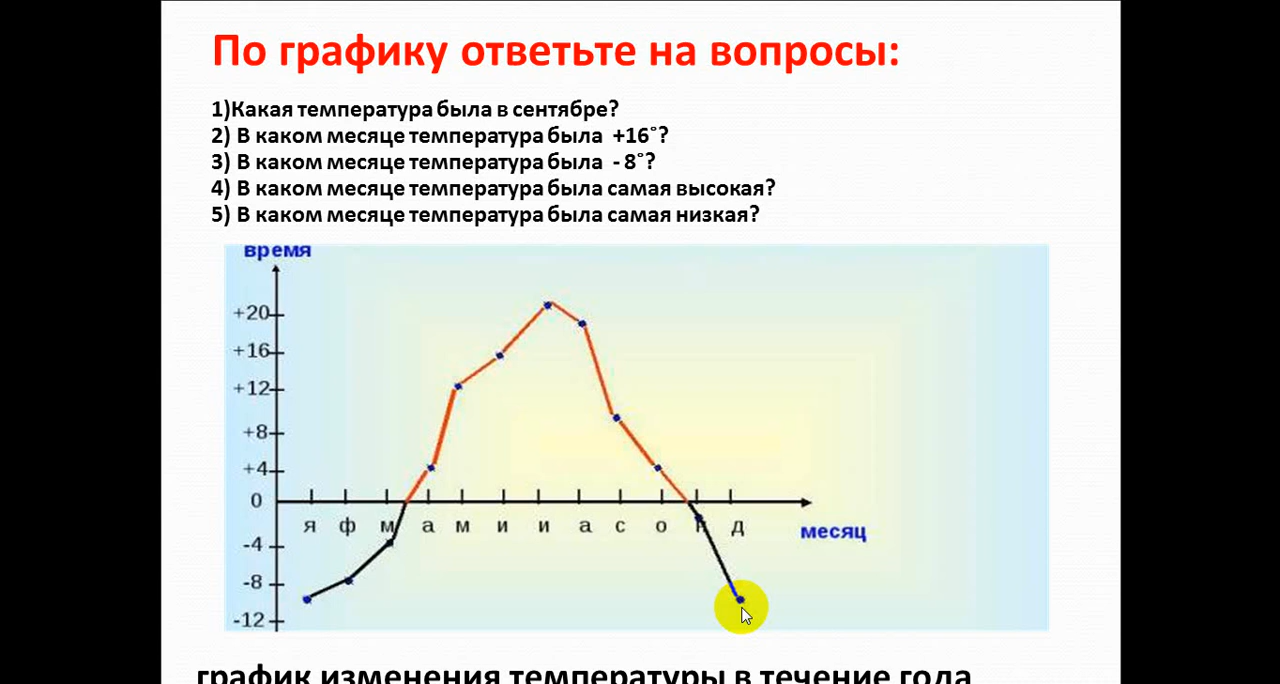 По графику ответьте на вопросы:
1)Какая температура была в сентябре?
2) В каком месяце температура была +16˚?
3) В каком месяце температура была - 8˚?
4) В каком месяце температура была самая высокая?
5) В каком месяце температура была самая низкая?
время
+20
+16
+12
+8
+4
0
я ф м а м и и а с о н д
месяц
-4
-8
-12
график изменения температуры в течение года